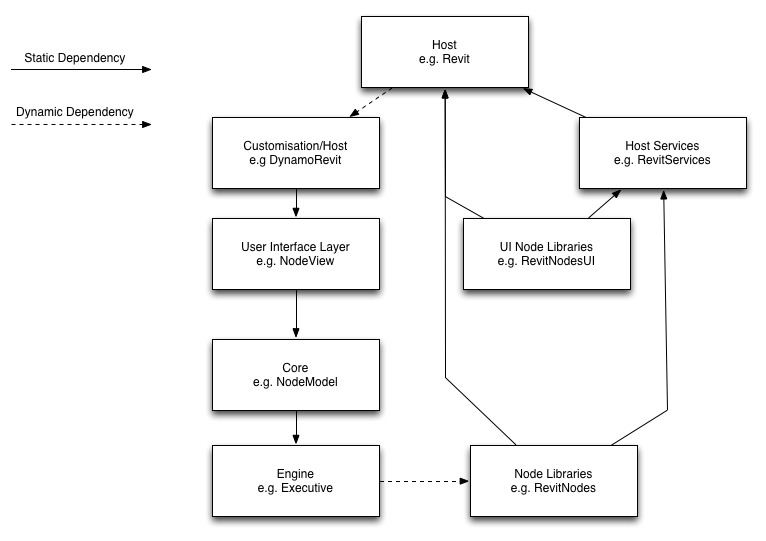 Host
e.g. Revit
Static Dependency
Dynamic Dependency
Customisation/Host
e.g DynamoRevit
Host Services
e.g. RevitServices
User Interface Layer
e.g. NodeView
UI Node Libraries
e.g. RevitNodesUI
Core
e.g. NodeModel
Engine
e.g. Executive
Node Libraries
e.g. RevitNodes